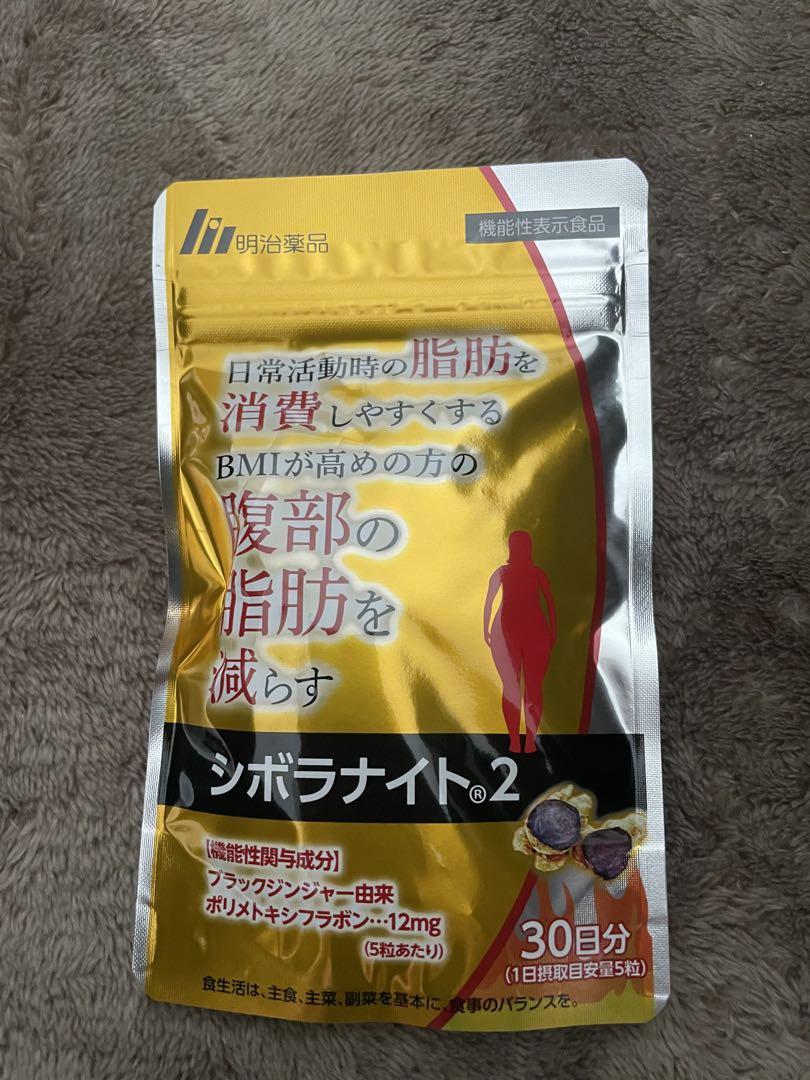 明治薬品
機能性表示食品
日常活動時の脂肪を
消費しやすくする
BMIが高めの方の
腹部の
脂肪を
減らす
シボラナイト®2
【機能性関与成分】
ブラックジンジャー由来
ポリメトキシフラボン…12mg
(5粒あたり)
30日分
(1日摂取目安量5粒)
食生活は、主食、主菜、副菜を基本に、食事のバランスを。